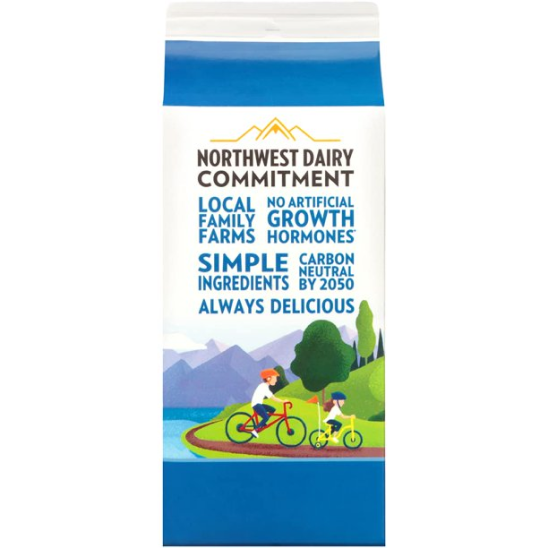 NORTHWEST DAIRY
COMMITMENT
LOCAL
FAMILY
FARMS
NO ARTIFICIAL
GROWTH
HORMONES*
SIMPLE
INGREDIENTS
CARBON
NEUTRAL
BY 2050
ALWAYS DELICIOUS